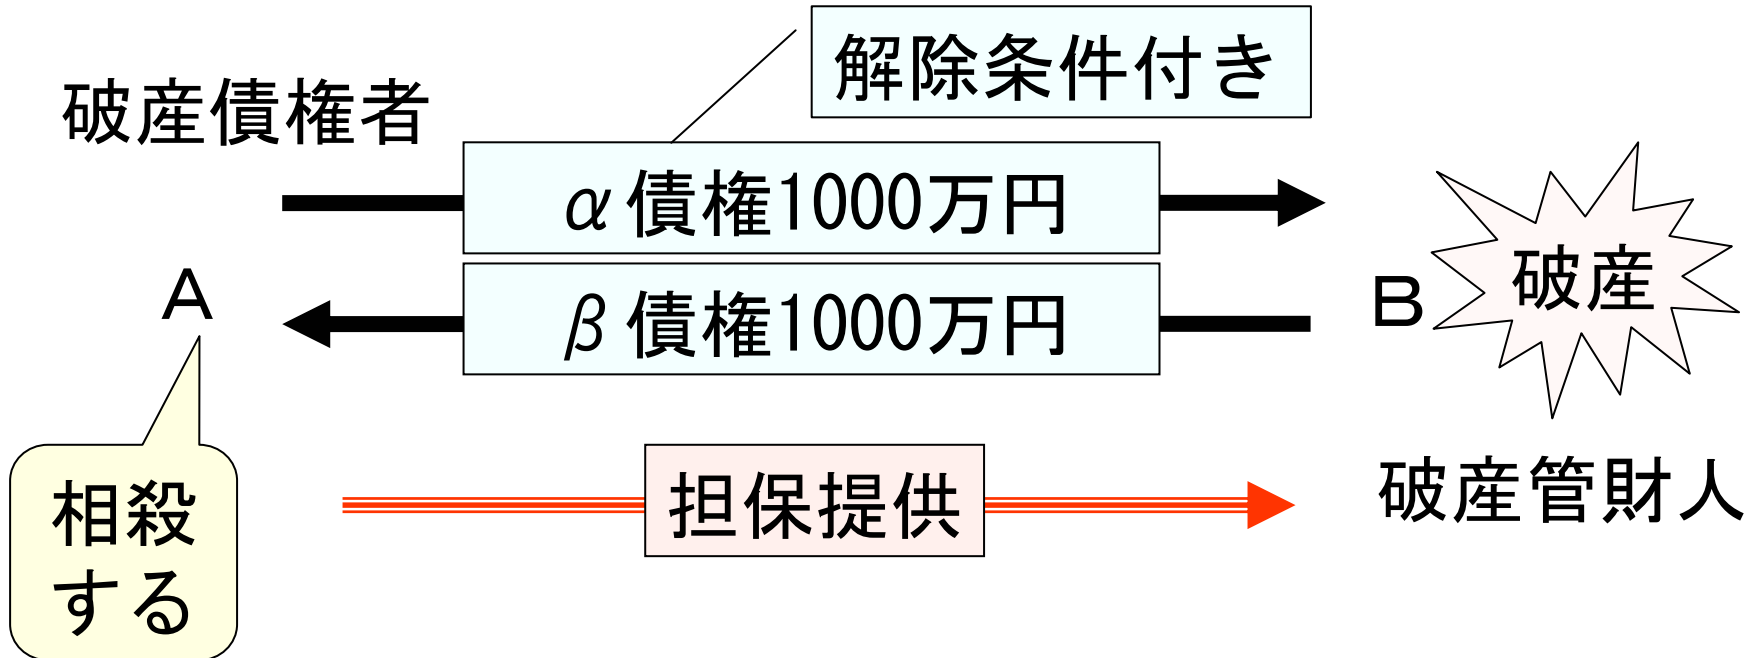 解除条件付き
破産債権者
α債権1000万円
A
β債権1000万円
B
破産
担保提供
破産管財人
相殺
する